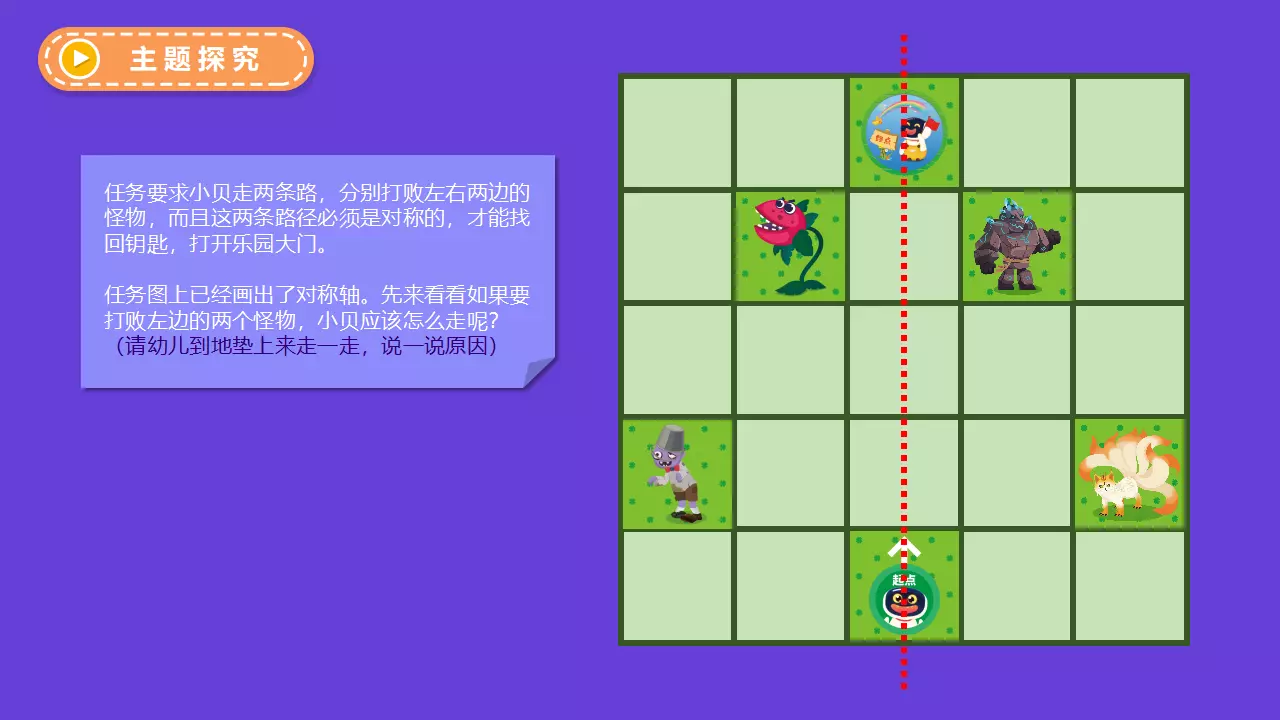 主题探究
任务要求小贝走两条路，分别打败左右两边的
怪物，而且这两条路径必须是对称的，才能找
回钥匙，打开乐园大门。
任务图上已经画出了对称轴。先来看看如果要
打败左边的两个怪物，小贝应该怎么走呢？
（请幼儿到地垫上来走一走，说一说原因）
起点